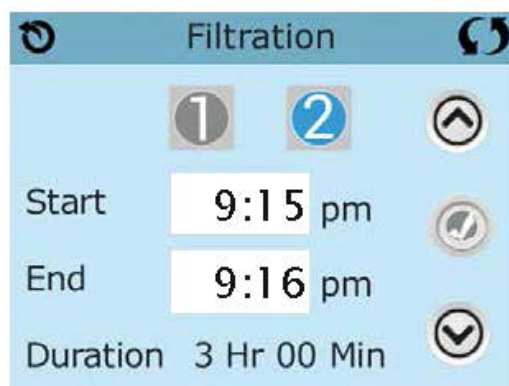 Filtration
1 2
Start 9:15 pm
End 9:16 pm
Duration 3 Hr 00 Min